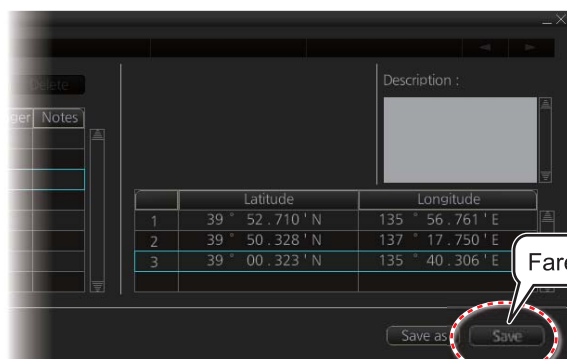 Delete
Description :
ger Notes
Latitude Longitude
1 39 ° 52 . 710 ' N 135 ° 56 . 761 ' E
2 39 ° 50 . 328 ' N 137 ° 17 . 750 ' E
3 39 ° 00 . 323 ' N 135 ° 40 . 306 ' E
Fare
Save as Save